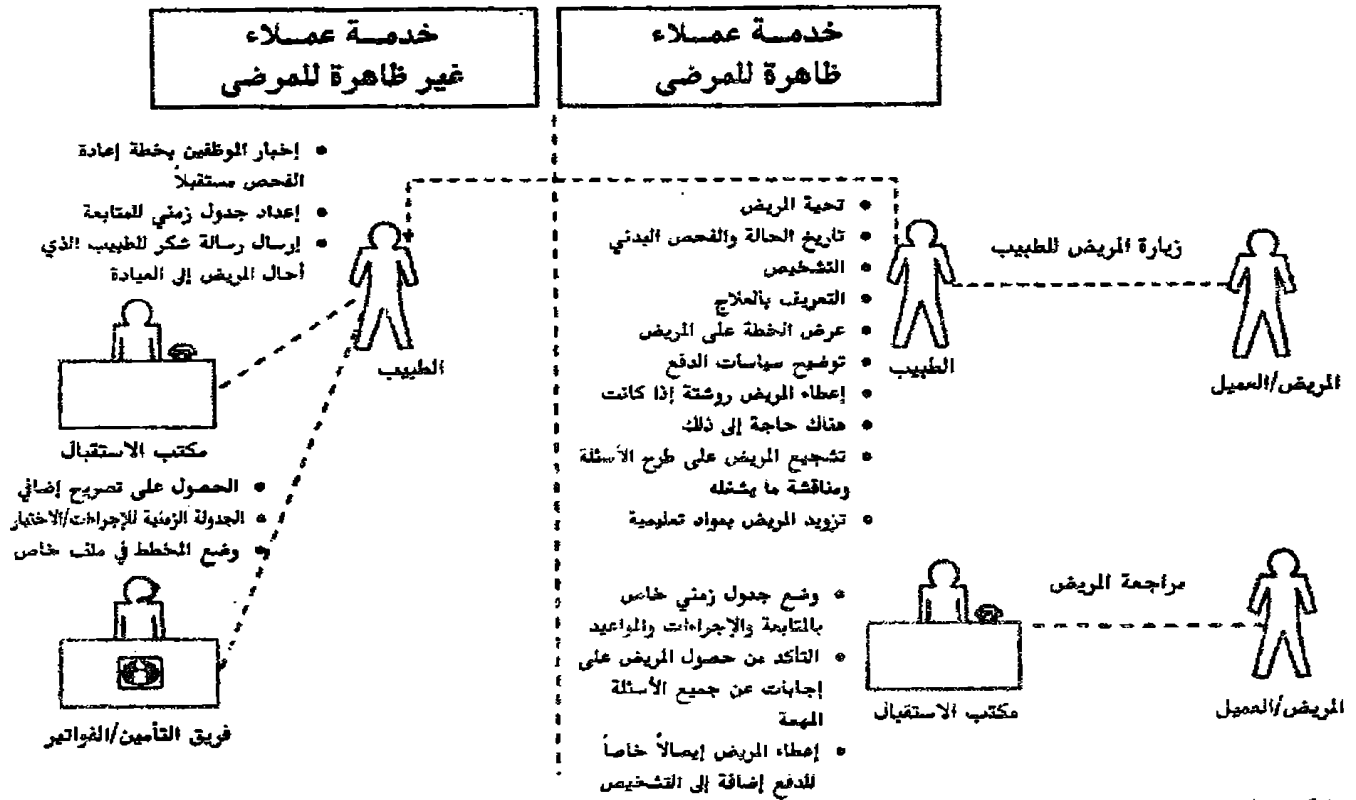 خدمة عملاء
ظاهرة للمرضى
خدمة عملاء
غير ظاهرة للمرضى
زيارة المريض للطبيب
المريض/العميل
الطبيب
• تحية المريض
• تاريخ الحالة والفحص البدني
• التشخيص
• التعريف بالعلاج
• عرض الخطة على المريض
• توضيح سياسات الدفع
• إعطاء المريض روشتة إذا كانت
• هناك حاجة إلى ذلك
• تشجيع المريض على طرح الأسئلة
ومناقشة ما يشغله
• تزويد المريض بمواد تعليمية
مراجعة المريض
المريض/العميل
مكتب الاستقبال
• وضع جدول زمني خاص
بالمتابعة والإجراءات والمواعيد
• التأكد من حصول المريض على
إجابات عن جميع الأسئلة
المهمة
• إعطاء المريض إيصالاً خاصاً
للدفع إضافة إلى التشخيص
• إخبار الموظفين بخطة إعادة
الفحص مستقبلاً
• إعداد جدول زمني للمتابعة
• إرسال رسالة شكر للطبيب الذي
أحال المريض إلى العيادة
الطبيب
مكتب الاستقبال
• الحصول على تصريح إضافي
• الجدولة الزمنية للإجراءات/الاختبار
• وضع المخطط في ملف خاص
فريق التأمين/الفواتير